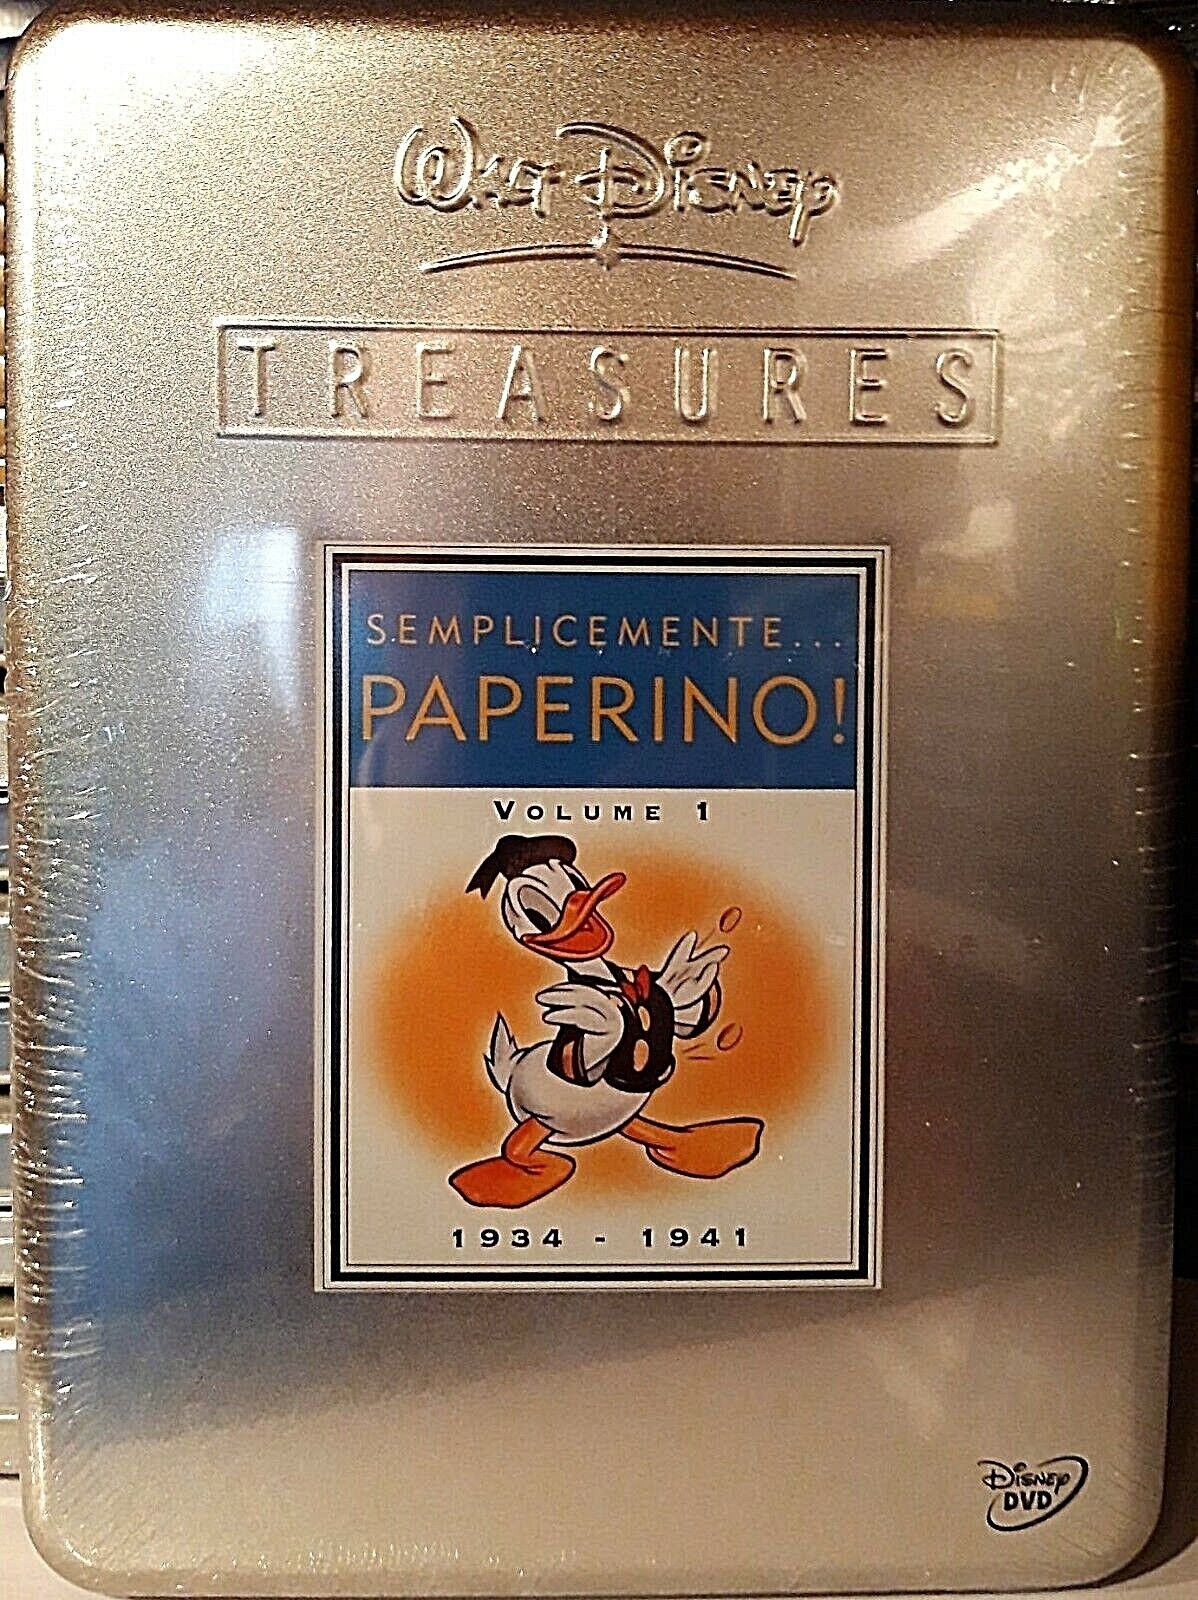 WALT DISNEY
TREASURES
SEMPLICEMENTE...
PAPERINO!
VOLUME 1
1934 - 1941
DISNEY
DVD